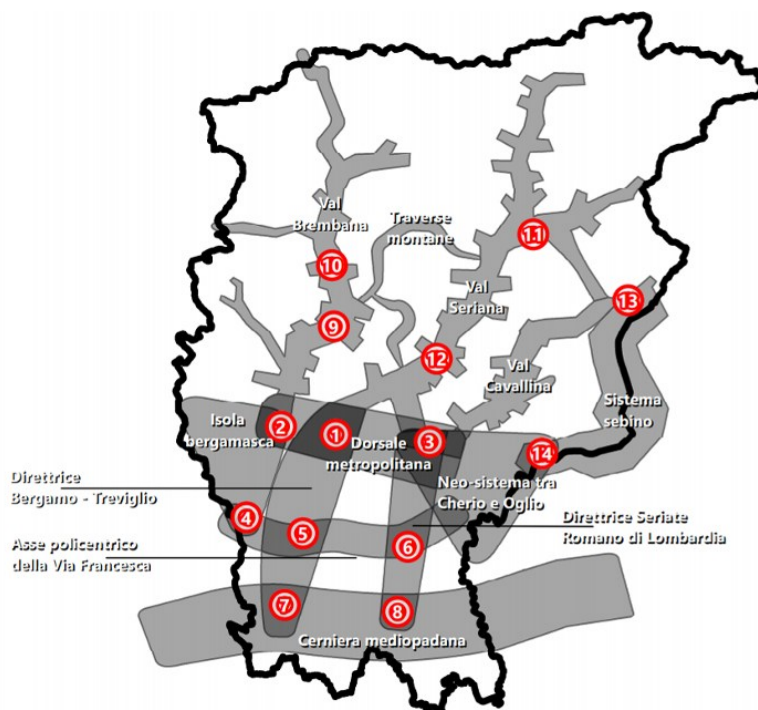 Val
Brembana
Traverse
montane
11
10
Val
Seriana
13
9
12
Val
Cavallina
Sistema
sebino
Isola
bergamasca
2
1
3
Dorsale
metropolitana
14
Neo-sistema tra
Cherio e Oglio
Direttrice
Bergamo - Treviglio
4
5
6
Direttrice Seriate
Romano di Lombardia
Asse policentrico
della Via Francesca
7
8
Cerniera mediopadana